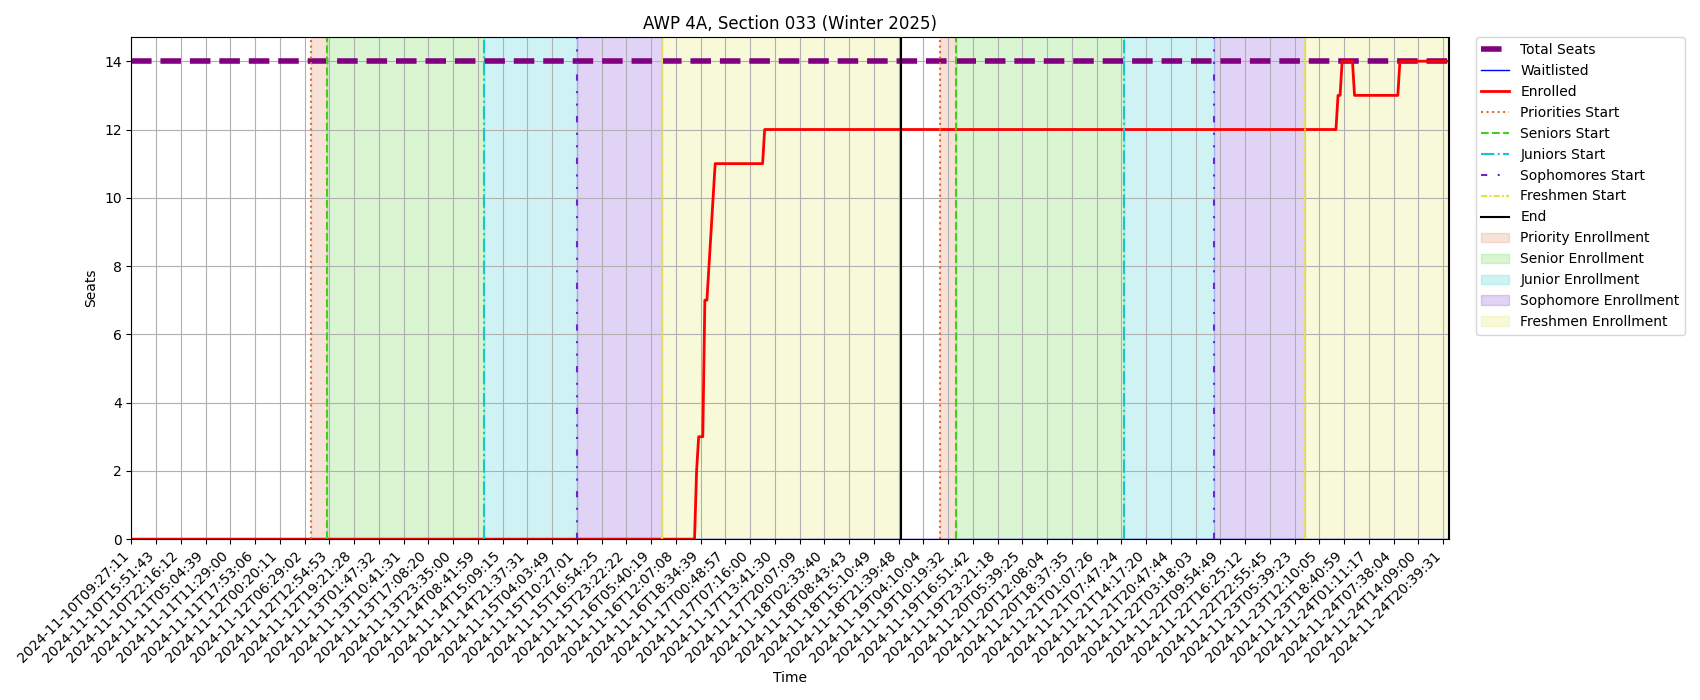 AWP 4A, Section 033 (Winter 2025)
Seats
14
12
10
8
6
4
2
0
2024-11-10T09:27:11
2024-11-10T15:51:43
2024-11-10T22:16:12
2024-11-11T05:04:39
2024-11-11T11:29:00
2024-11-11T17:53:06
2024-11-12T00:20:11
2024-11-12T06:29:02
2024-11-12T12:54:53
2024-11-12T19:21:28
2024-11-13T01:47:32
2024-11-13T10:41:31
2024-11-13T17:08:20
2024-11-13T23:35:00
2024-11-14T08:41:59
2024-11-14T15:09:15
2024-11-14T21:37:31
2024-11-15T04:03:49
2024-11-15T10:27:01
2024-11-15T16:54:25
2024-11-15T23:22:22
2024-11-16T05:40:19
2024-11-16T12:07:08
2024-11-16T18:34:39
2024-11-17T00:48:57
2024-11-17T07:16:00
2024-11-17T13:41:30
2024-11-17T20:07:09
2024-11-18T02:33:40
2024-11-18T08:43:43
2024-11-18T15:10:49
2024-11-18T21:39:48
2024-11-19T04:10:04
2024-11-19T10:19:32
2024-11-19T16:51:42
2024-11-19T23:21:18
2024-11-20T05:39:25
2024-11-20T12:08:04
2024-11-20T18:37:35
2024-11-21T01:07:26
2024-11-21T07:47:24
2024-11-21T14:17:20
2024-11-21T20:47:44
2024-11-22T03:18:03
2024-11-22T09:54:49
2024-11-22T16:25:12
2024-11-22T22:55:45
2024-11-23T05:39:23
2024-11-23T12:10:05
2024-11-23T18:40:59
2024-11-24T01:11:17
2024-11-24T07:38:04
2024-11-24T14:09:00
2024-11-24T20:39:31
Time
Total Seats
Waitlisted
Enrolled
Priorities Start
Seniors Start
Juniors Start
Sophomores Start
Freshmen Start
End
Priority Enrollment
Senior Enrollment
Junior Enrollment
Sophomore Enrollment
Freshmen Enrollment